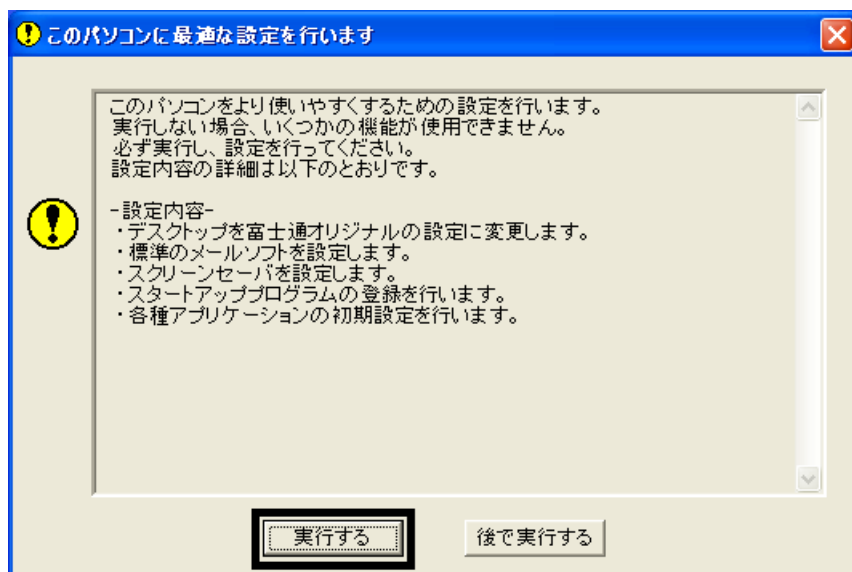 このパソコンに最適な設定を行います
このパソコンをより使いやすくするための設定を行います。
実行しない場合、いくつかの機能が使用できません。
必ず実行し、設定を行ってください。
設定内容の詳細は以下のとおりです。
-設定内容-
・デスクトップを富士通オリジナルの設定に変更します。
・標準のメールソフトを設定します。
・スクリーンセーバを設定します。
・スタートアッププログラムの登録を行います。
・各種アプリケーションの初期設定を行います。
実行する
後で実行する